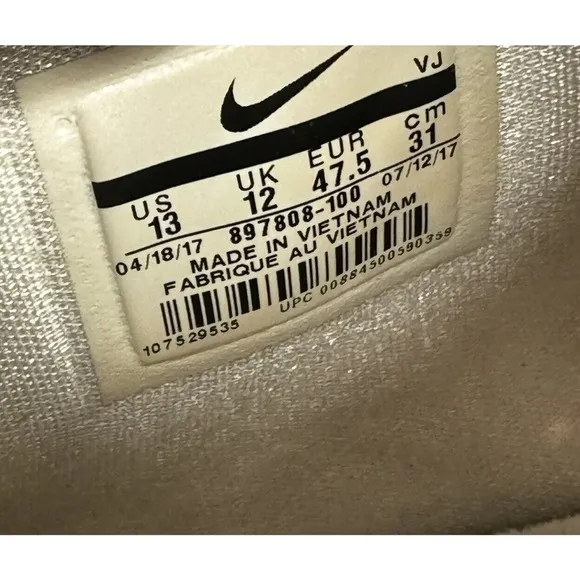 VJ
US UK EUR cm
13 12 47.5 31
04/18/17 897808-100 07/12/17
MADE IN VIETNAM
FABRIQUE AU VIETNAM
107529535 UPC 00884500590359